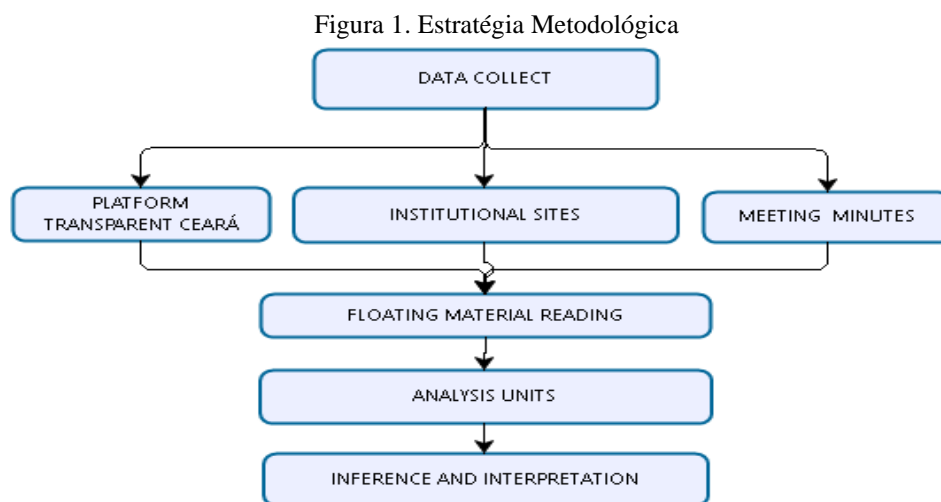 Figura 1. Estratégia Metodológica
DATA COLLECT
PLATFORM
TRANSPARENT CEARÁ
INSTITUTIONAL SITES
MEETING MINUTES
FLOATING MATERIAL READING
ANALYSIS UNITS
INFERENCE AND INTERPRETATION